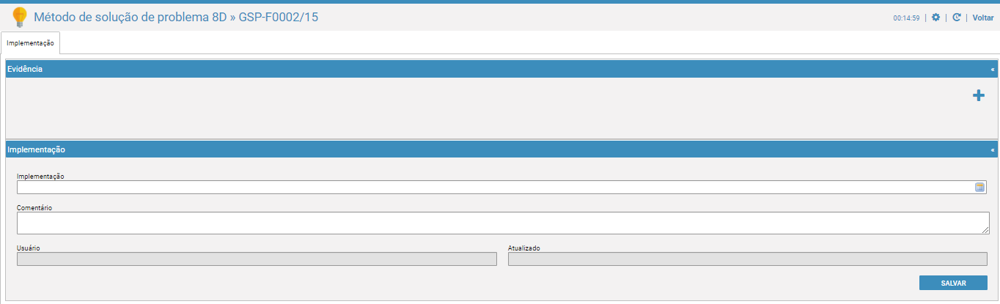 Método de solução de problema 8D » GSP-F0002/15
00:14:59 | | | Voltar
Implementação
Evidência «
Implementação «
Implementação
Comentário
Usuário Atualizado
SALVAR